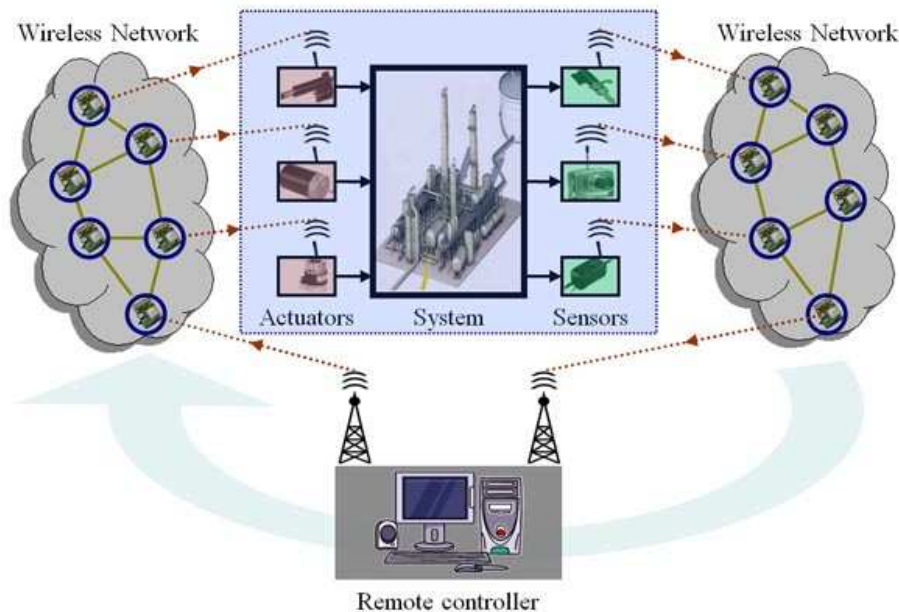 Wireless Network
Wireless Network
Actuators
System
Sensors
Remote controller